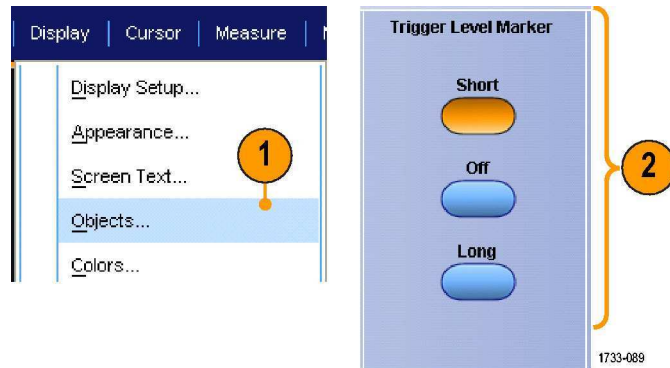 Display | Cursor | Measure |
Display Setup...
Appearance...
Screen Text...
Objects...
Colors...
1
Trigger Level Marker
Short
Off
Long
2
1733-089